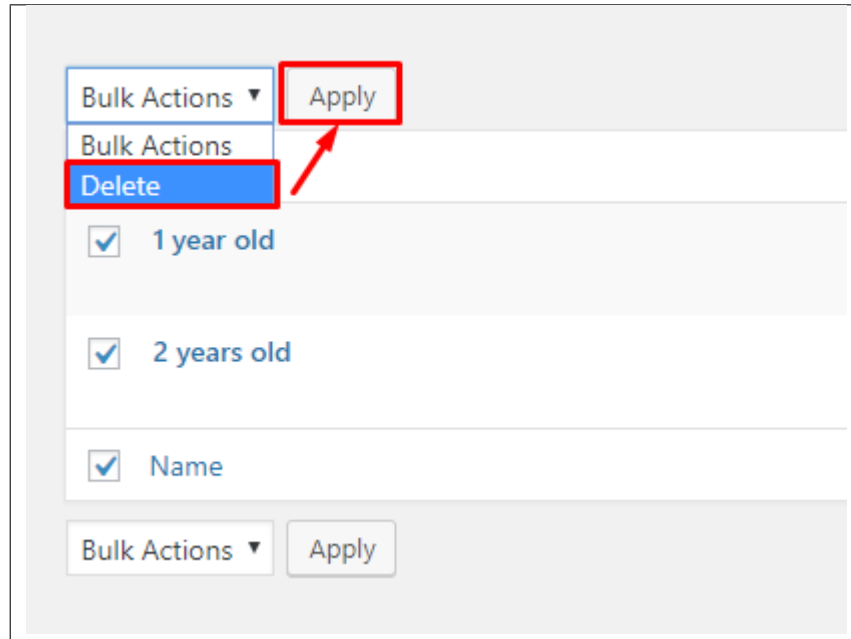 Bulk Actions Apply
Bulk Actions
Delete
1 year old
2 years old
Name
Bulk Actions Apply